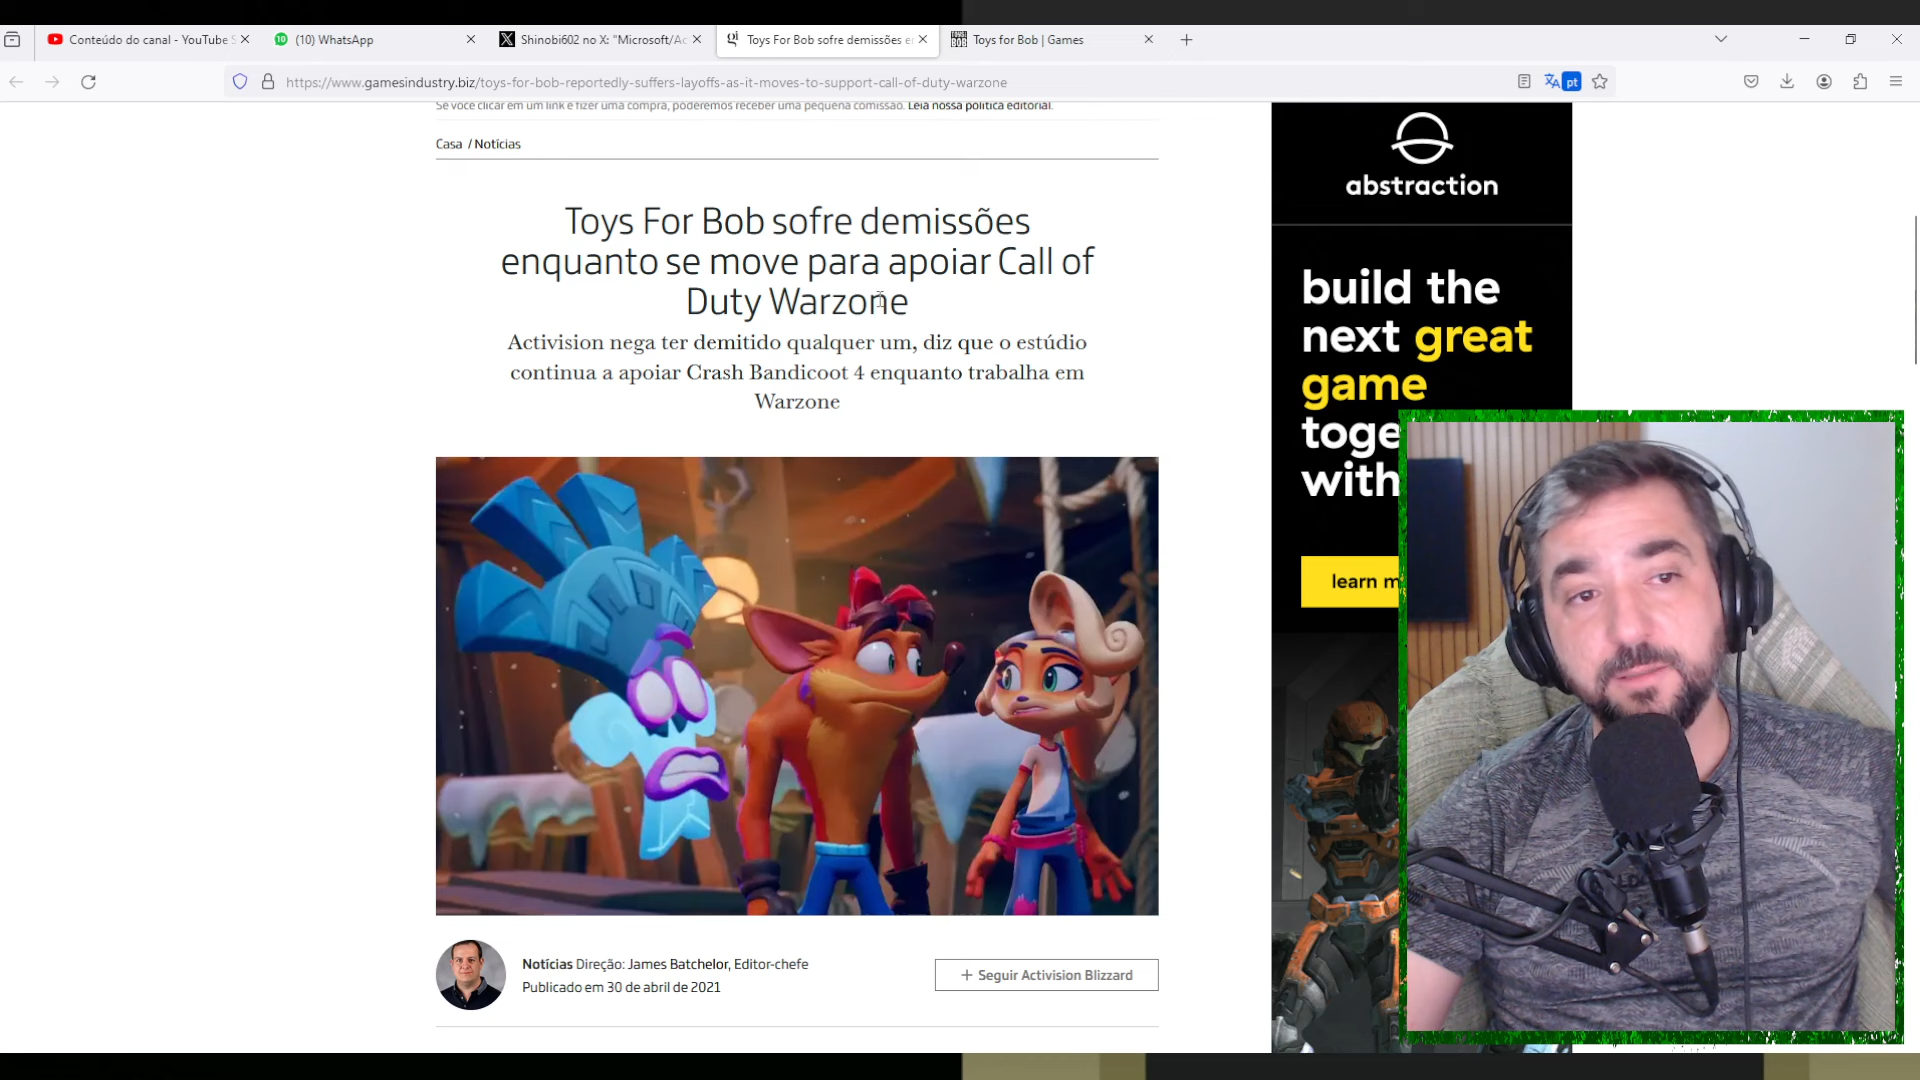 Conteúdo do canal - YouTube S
(10) WhatsApp
Shinobi602 no X: "Microsoft/Ac
Toys For Bob sofre demissões e
Toys for Bob | Games
https://www.gamesindustry.biz/toys-for-bob-reportedly-suffers-layoffs-as-it-moves-to-support-call-of-duty-warzone
pt
Se você clicar em um link e fizer uma compra, poderemos receber uma pequena comissão. Leia nossa política editorial.
Casa / Notícias
Toys For Bob sofre demissões
enquanto se move para apoiar Call of
Duty Warzone
Activision nega ter demitido qualquer um, diz que o estúdio
continua a apoiar Crash Bandicoot 4 enquanto trabalha em
Warzone
Notícias Direção: James Batchelor, Editor-chefe
Publicado em 30 de abril de 2021
+ Seguir Activision Blizzard
abstraction
build the
next great
game
toge
with
learn m